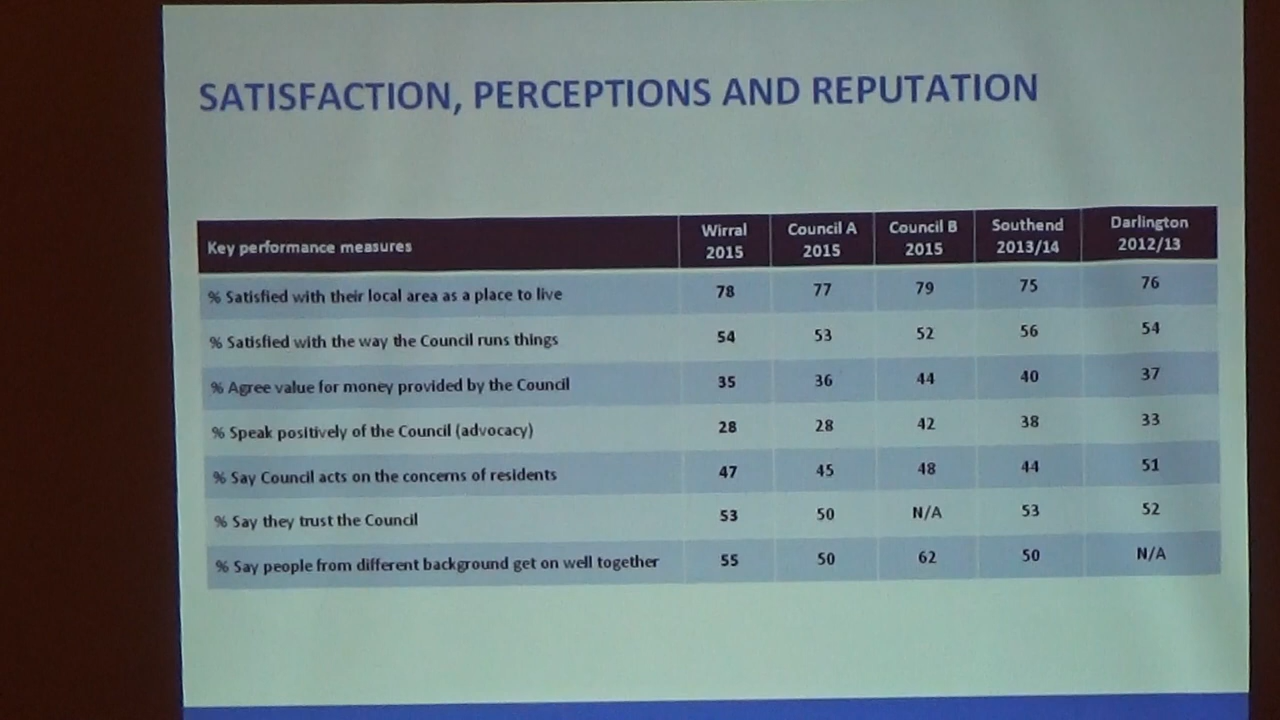 SATISFACTION, PERCEPTIONS AND REPUTATION
Key performance measures Wirral 2015 Council A 2015 Council B 2015 Southend 2013/14 Darlington 2012/13
% Satisfied with their local area as a place to live 78 77 79 75 76
% Satisfied with the way the Council runs things 54 53 52 56 54
% Agree value for money provided by the Council 35 36 44 40 37
% Speak positively of the Council (advocacy) 28 28 42 38 33
% Say Council acts on the concerns of residents 47 45 48 44 51
% Say they trust the Council 53 50 N/A 53 52
% Say people from different background get on well together 55 50 62 50 N/A